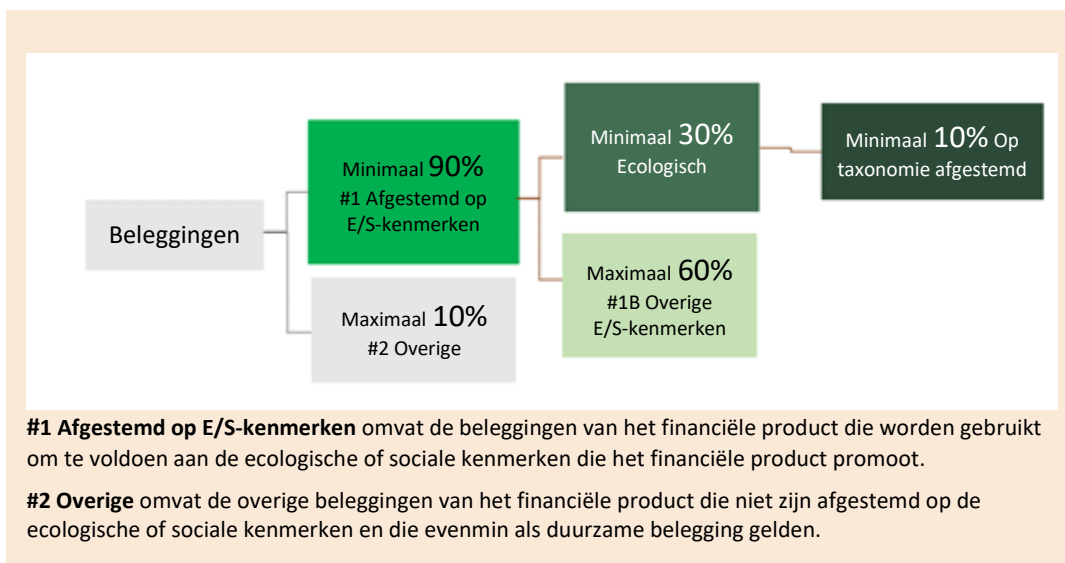 Beleggingen
Minimaal 90%
#1 Afgestemd op
E/S-kenmerken
Maximaal 10%
#2 Overige
Minimaal 30%
Ecologisch
Maximaal 60%
#1B Overige
E/S-kenmerken
Minimaal 10% Op
taxonomie afgestemd
#1 Afgestemd op E/S-kenmerken omvat de beleggingen van het financiële product die worden gebruikt
om te voldoen aan de ecologische of sociale kenmerken die het financiële product promoot.
#2 Overige omvat de overige beleggingen van het financiële product die niet zijn afgestemd op de
ecologische of sociale kenmerken en die evenmin als duurzame belegging gelden.